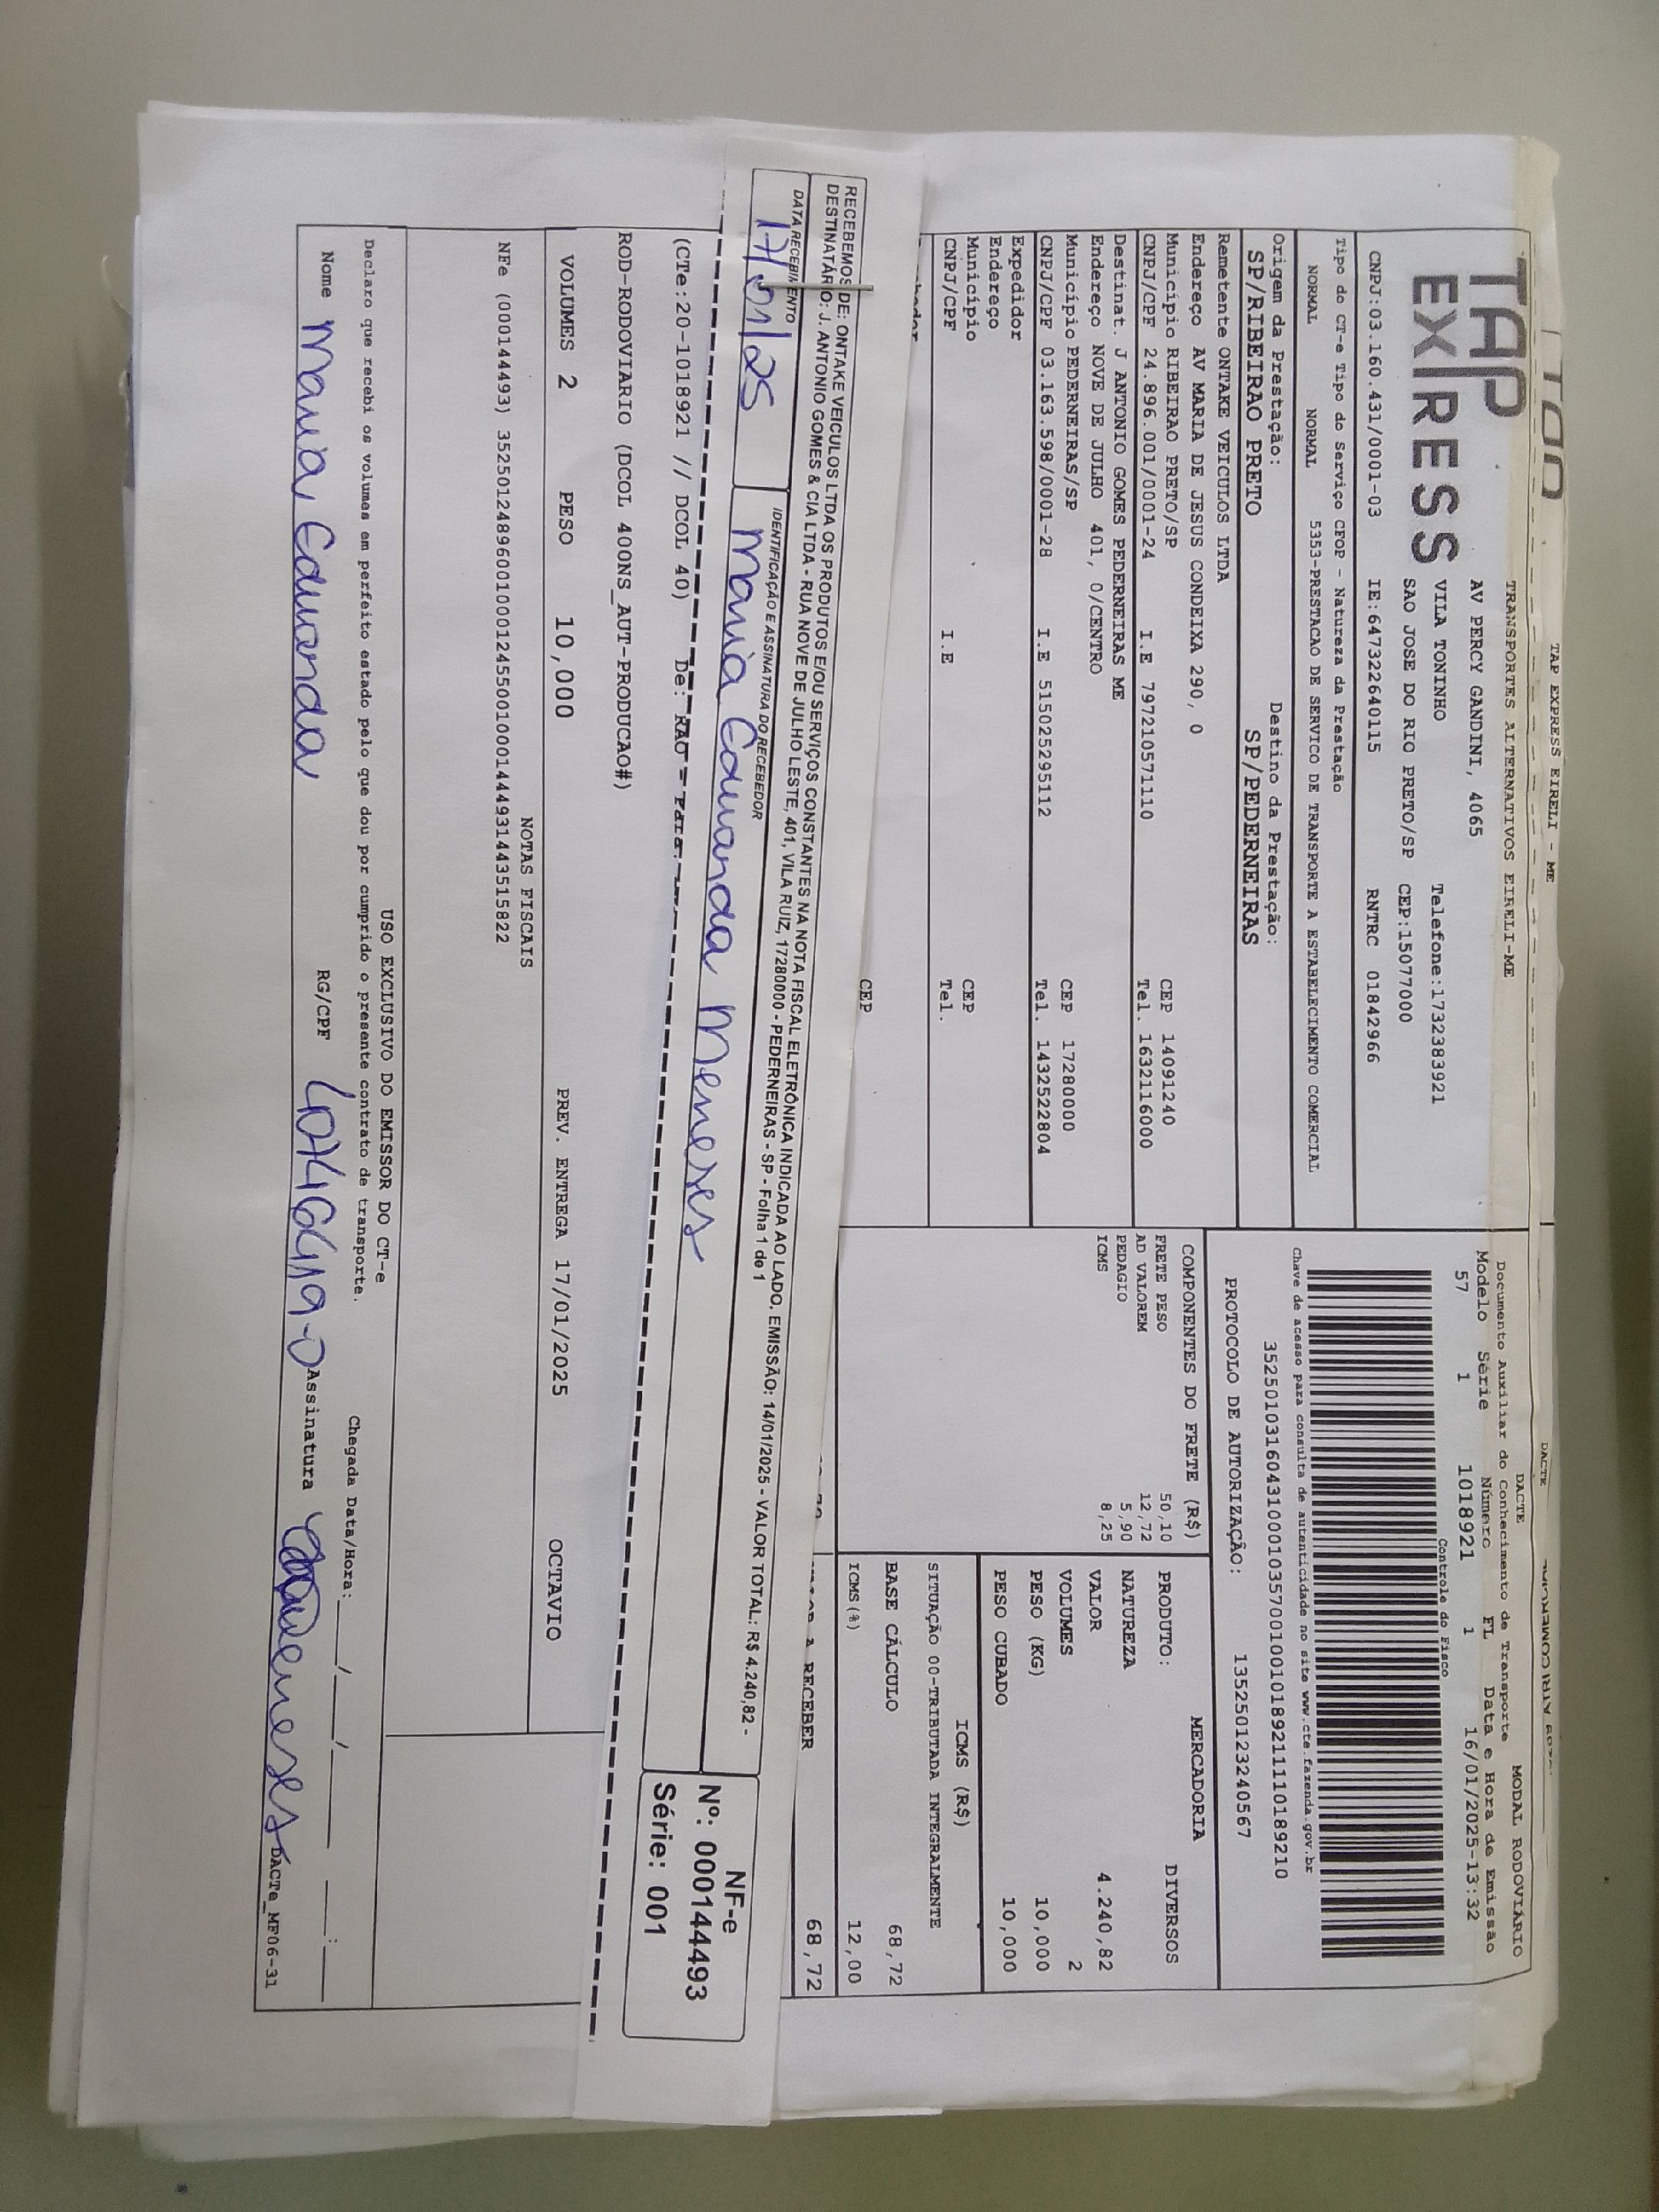 TAP EXPRESS EIRELI - ME
DACTE
TAP
EXPRESS
TRANSPORTES ALTERNATIVOS EIRELI-ME
AV PERCY GANDINI, 4065
VILA TONINHO Telefone:1732383921
SAO JOSE DO RIO PRETO/SP CEP:15077000
CNPJ:03.160.431/0001-03 IE:647322640115 RNTRC 01842966
DACTE MODAL RODOVIÁRIO
Documento Auxiliar do Conhecimento de Transporte
Modelo Série Número FL Data e Hora de Emissão
57 1 1018921 1 16/01/2025-13:32
Controle do Fisco
Chave de acesso para consulta de autenticidade no site www.cte.fazenda.gov.br
35250103160431000103570010010189211110189210
PROTOCOLO DE AUTORIZAÇÃO: 135250123240567
Tipo do CT-e Tipo do Serviço CFOP - Natureza da Prestação
NORMAL NORMAL 5353-PRESTACAO DE SERVICO DE TRANSPORTE A ESTABELECIMENTO COMERCIAL
Origem da Prestação: Destino da Prestação:
SP/RIBEIRAO PRETO SP/PEDERNEIRAS
Remetente ONTAKE VEICULOS LTDA
Endereço AV MARIA DE JESUS CONDEIXA 290, 0
Município RIBEIRAO PRETO/SP CEP 14091240
CNPJ/CPF 24.896.001/0001-24 I.E 797210571110 Tel. 1632116000
Destinat. J ANTONIO GOMES PEDERNEIRAS ME
Endereço NOVE DE JULHO 401, 0/CENTRO
Município PEDERNEIRAS/SP CEP 17280000
CNPJ/CPF 03.163.598/0001-28 I.E 515025295112 Tel. 1432522804
Expedidor
Endereço
Município CEP
CNPJ/CPF I.E Tel.
CEP
COMPONENTES DO FRETE (R$)
FRETE PESO 50,10
AD VALOREM 12,72
PEDAGIO 5,90
ICMS 8,25
MERCADORIA
PRODUTO: DIVERSOS
NATUREZA
VALOR 4.240,82
VOLUMES 2
PESO (KG) 10,000
PESO CUBADO 10,000
ICMS (R$)
SITUAÇÃO 00-TRIBUTADA INTEGRALMENTE
BASE CÁLCULO 68,72
ICMS(%) 12,00
A RECEBER 68,72
RECEBEMOS DE: ONTAKE VEICULOS LTDA OS PRODUTOS E/OU SERVIÇOS CONSTANTES NA NOTA FISCAL ELETRÔNICA INDICADA AO LADO. EMISSÃO: 14/01/2025 - VALOR TOTAL: R$ 4.240,82 -
DESTINATÁRIO: J. ANTONIO GOMES & CIA LTDA - RUA NOVE DE JULHO LESTE, 401, VILA RUIZ, 17280000 - PEDERNEIRAS - SP - Folha 1 de 1
DATA RECEBIMENTO IDENTIFICAÇÃO E ASSINATURA DO RECEBEDOR
17/01/25 Maria Eduarda Meneses
NF-e
Nº: 000144493
Série: 001
(CTe:20-1018921 // DCOL 40) De: RAO - Para:
ROD-RODOVIARIO (DCOL 400NS_AUT-PRODUCAO#)
VOLUMES 2 PESO 10,000 PREV. ENTREGA 17/01/2025 OCTAVIO
NOTAS FISCAIS
NFe (000144493) 35250124896001000124550010001444931443515822
USO EXCLUSIVO DO EMISSOR DO CT-e
Declaro que recebi os volumes em perfeito estado pelo que dou por cumprido o presente contrato de transporte. Chegada Data/Hora:___/___/______ ___:___
Nome Maria Eduarda RG/CPF Assinatura
DACTe_MF06-31